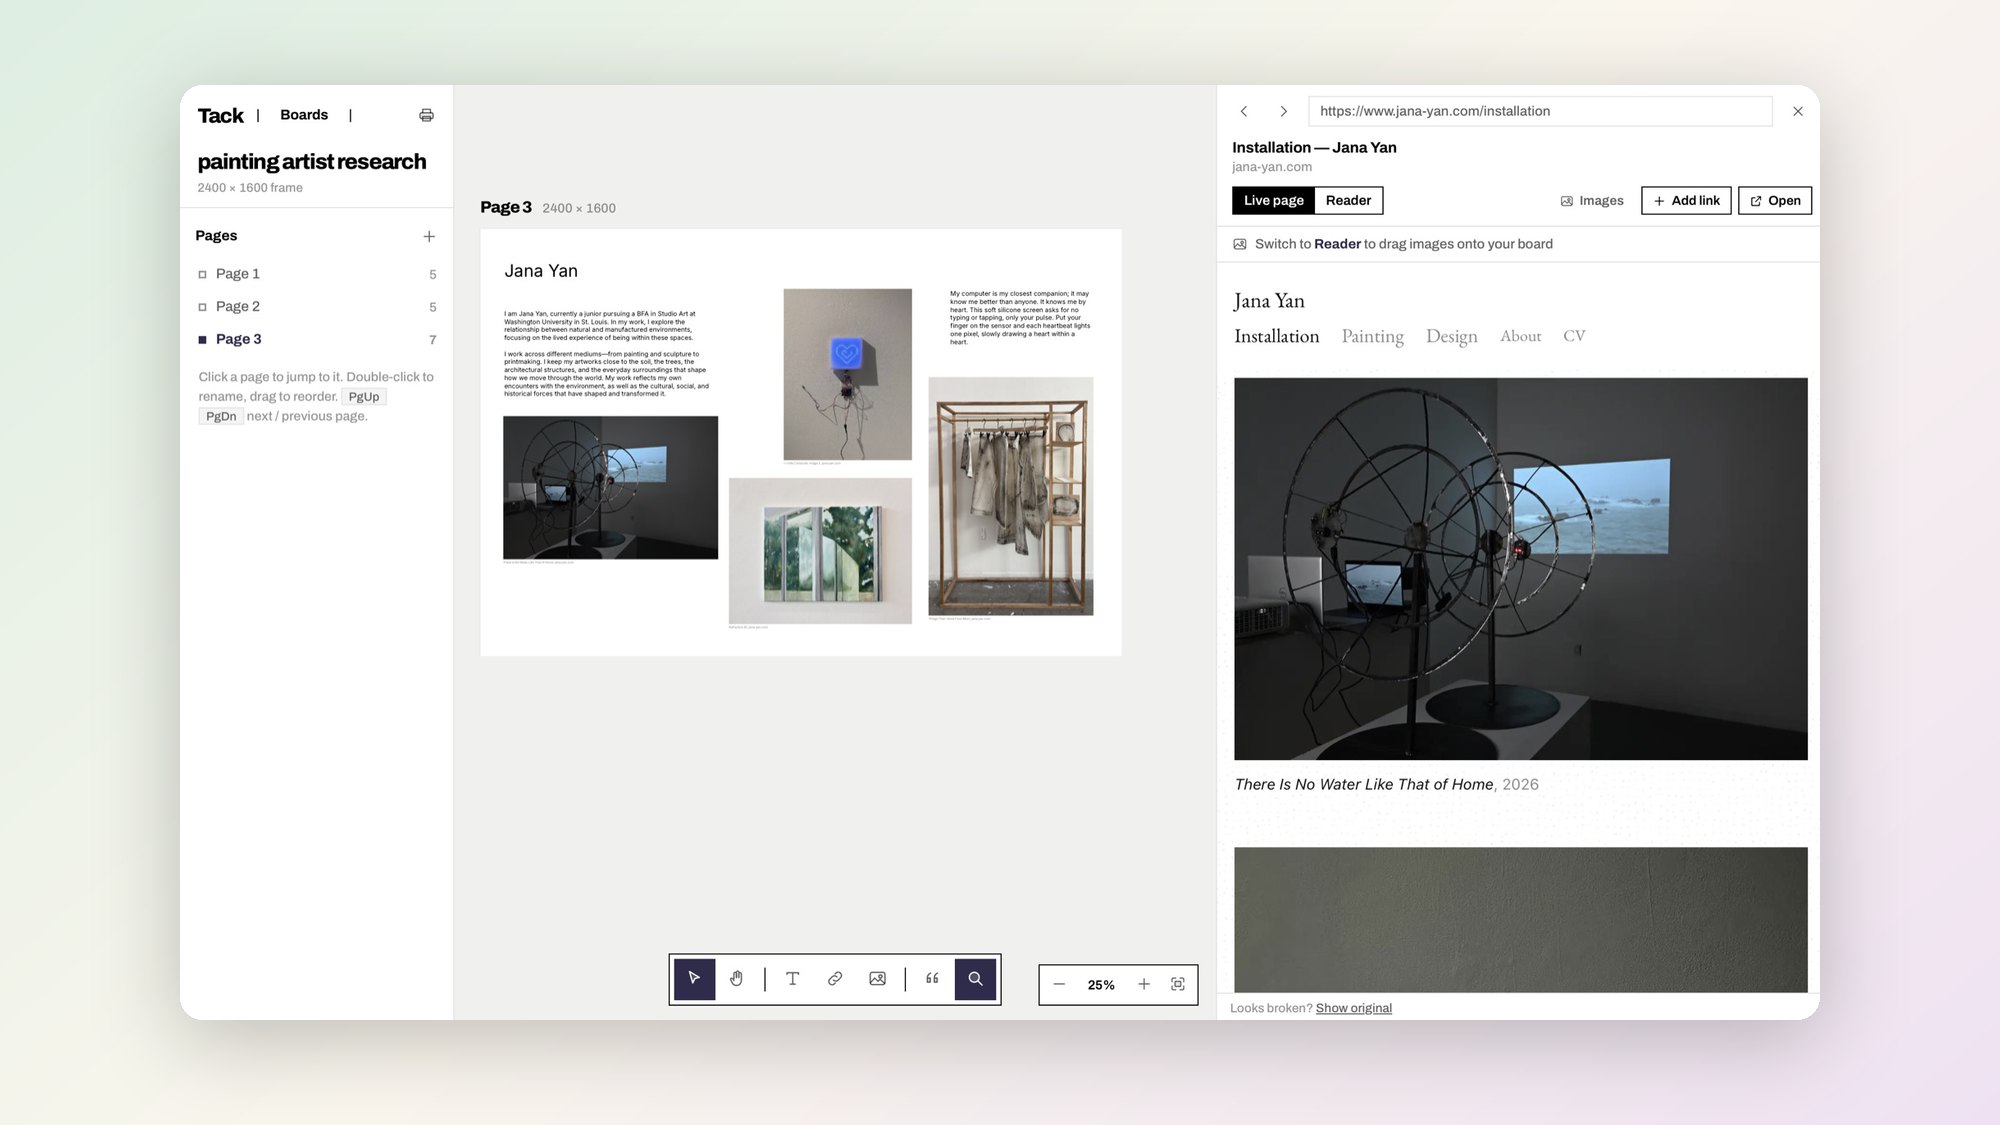 Tack | Boards |
painting artist research
2400 × 1600 frame
Pages
Page 1 5
Page 2 5
Page 3 7
Click a page to jump to it. Double-click to
rename, drag to reorder. PgUp
PgDn next / previous page.
Page 3 2400 × 1600
Jana Yan
I am Jana Yan, currently a junior pursuing a BFA in Studio Art at
Washington University in St. Louis. In my work, I explore the
relationship between natural and manufactured environments,
focusing on the lived experience of being within these spaces.
I work across different mediums—from painting and sculpture to
printmaking. I keep my artworks close to the soil, the trees, the
architectural structures, and the everyday surroundings that shape
how we move through the world. My work reflects my own
encounters with the environment, as well as the cultural, social, and
historical forces that have shaped and transformed it.
My computer is my closest companion; it may
know me better than anyone. It knows me by
heart. This soft silicone screen asks for no
typing or tapping, only your pulse. Put your
finger on the sensor and each heartbeat lights
one pixel, slowly drawing a heart within a
heart.
25%
https://www.jana-yan.com/installation
Installation — Jana Yan
jana-yan.com
Live page Reader Images Add link Open
Switch to Reader to drag images onto your board
Jana Yan
Installation Painting Design About CV
There Is No Water Like That of Home, 2026
Looks broken? Show original